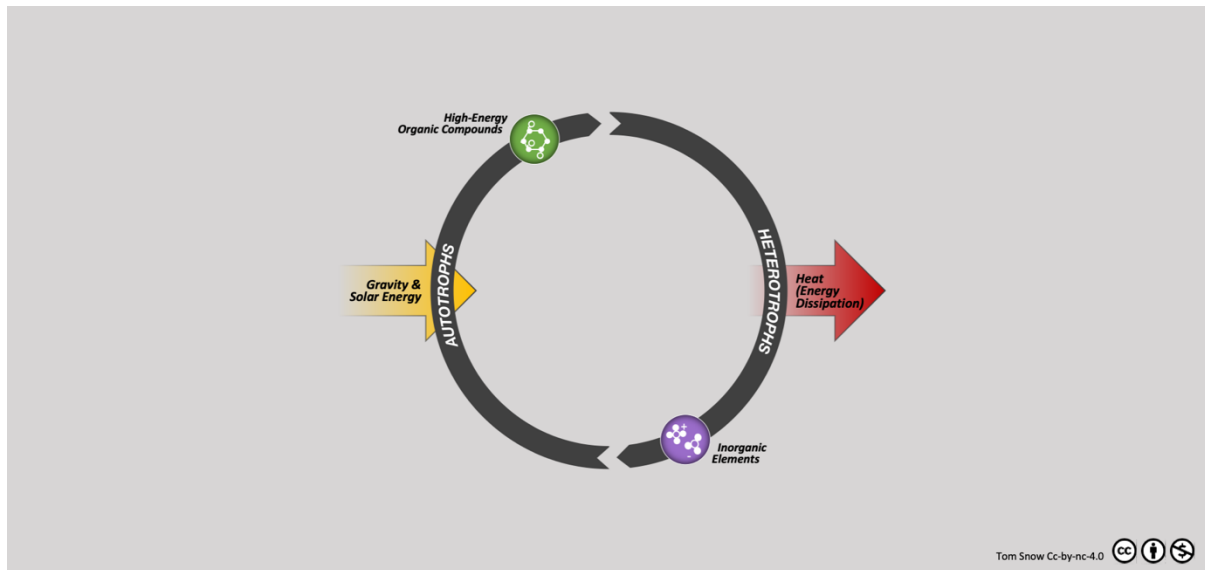 High-Energy
Organic Compounds
Gravity &
Solar Energy
AUTOTROPHS
HETEROTROPHS
Heat
(Energy
Dissipation)
Inorganic
Elements
Tom Snow Cc-by-nc-4.0
cc